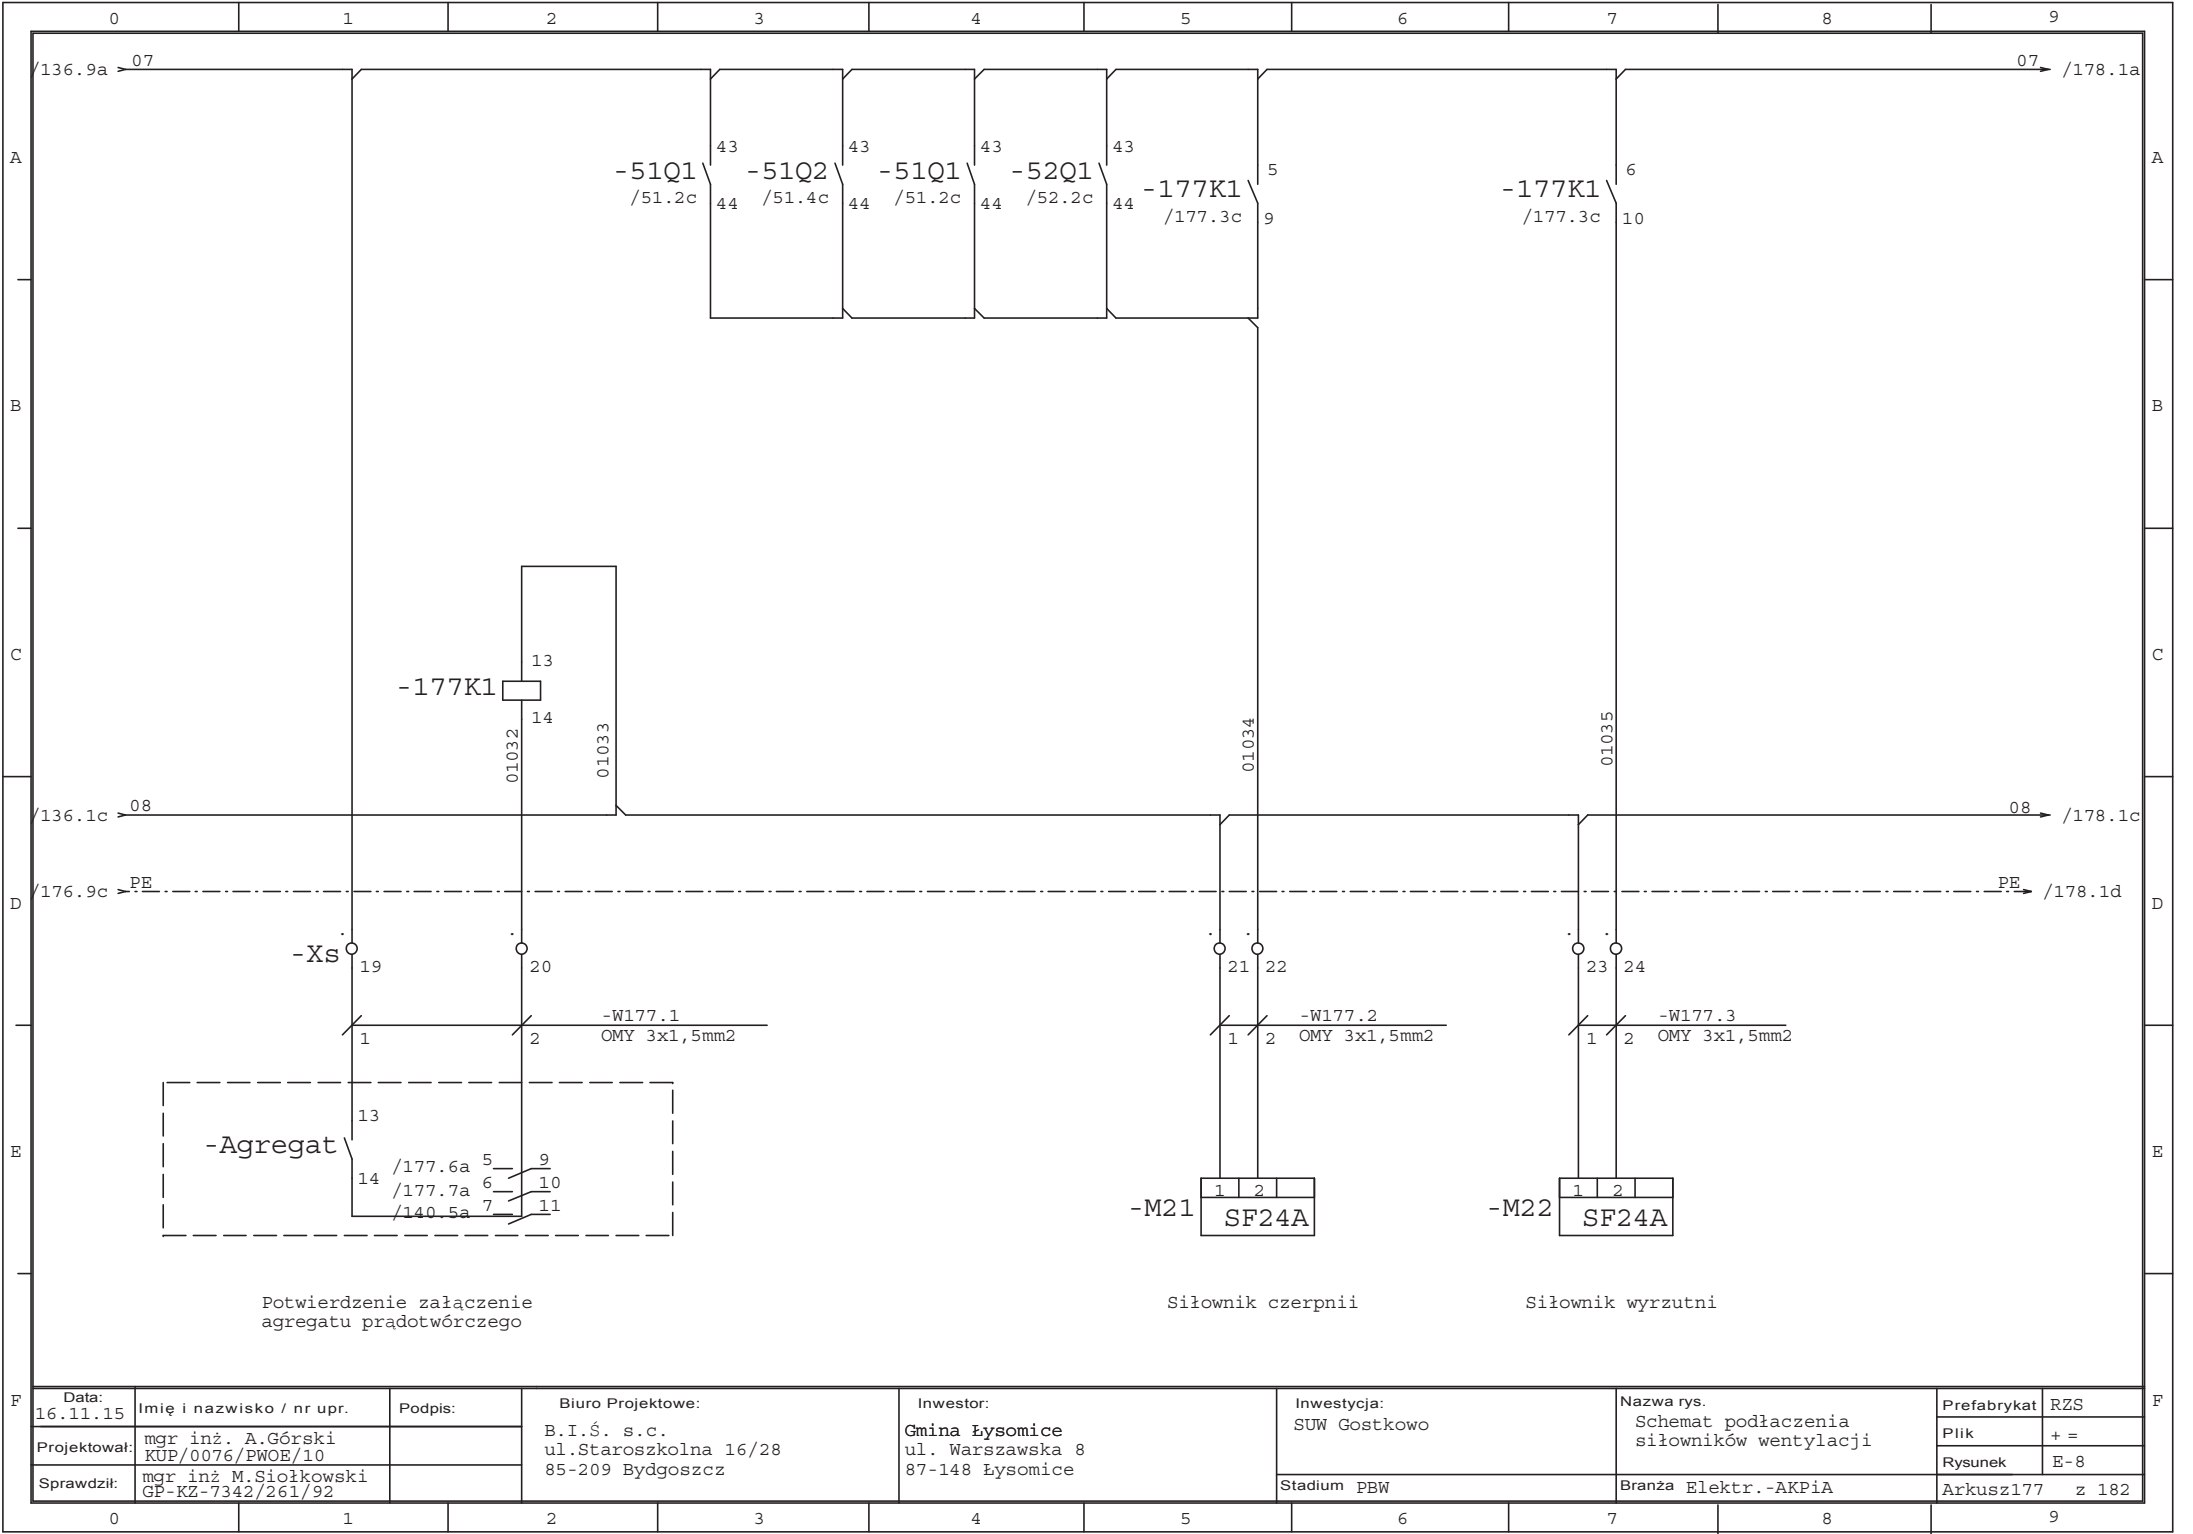 0 1 2 3 4 5 6 7 8 9
/136.9a 07 07 /178.1a
A A
43 43 43 43
-51Q1 -51Q2 -51Q1 -52Q1 -177K1 5 -177K1 6
/51.2c 44 /51.4c 44 /51.2c 44 /52.2c 44 /177.3c 9 /177.3c 10
B B
C C
13
-177K1
14
01032 01033 01034 01035
/136.1c 08 08 /178.1c
/176.9c PE PE /178.1d
D D
-Xs 19 20 21 22 23 24
-W177.1 -W177.2 -W177.3
1 2 OMY 3x1,5mm2 1 2 OMY 3x1,5mm2 1 2 OMY 3x1,5mm2
13
-Agregat
14
E E
/177.6a 5 9
/177.7a 6 10
/140.5a 7 11
1 2 1 2
-M21 SF24A -M22 SF24A
Potwierdzenie załączenie
agregatu prądotwórczego
Siłownik czerpnii
Siłownik wyrzutni
F F
Data:
16.11.15
Imię i nazwisko / nr upr.
Podpis:
Projektował:
mgr inż. A.Górski
KUP/0076/PWOE/10
Sprawdził:
mgr inż M.Siołkowski
GP-KZ-7342/261/92
Biuro Projektowe:
B.I.Ś. s.c.
ul.Staroszkolna 16/28
85-209 Bydgoszcz
Inwestor:
Gmina Łysomice
ul. Warszawska 8
87-148 Łysomice
Inwestycja:
SUW Gostkowo
Stadium PBW
Nazwa rys.
Schemat podłaczenia
siłowników wentylacji
Branża Elektr.-AKPiA
Prefabrykat RZS
Plik + =
Rysunek E-8
Arkusz177 z 182
0 1 2 3 4 5 6 7 8 9